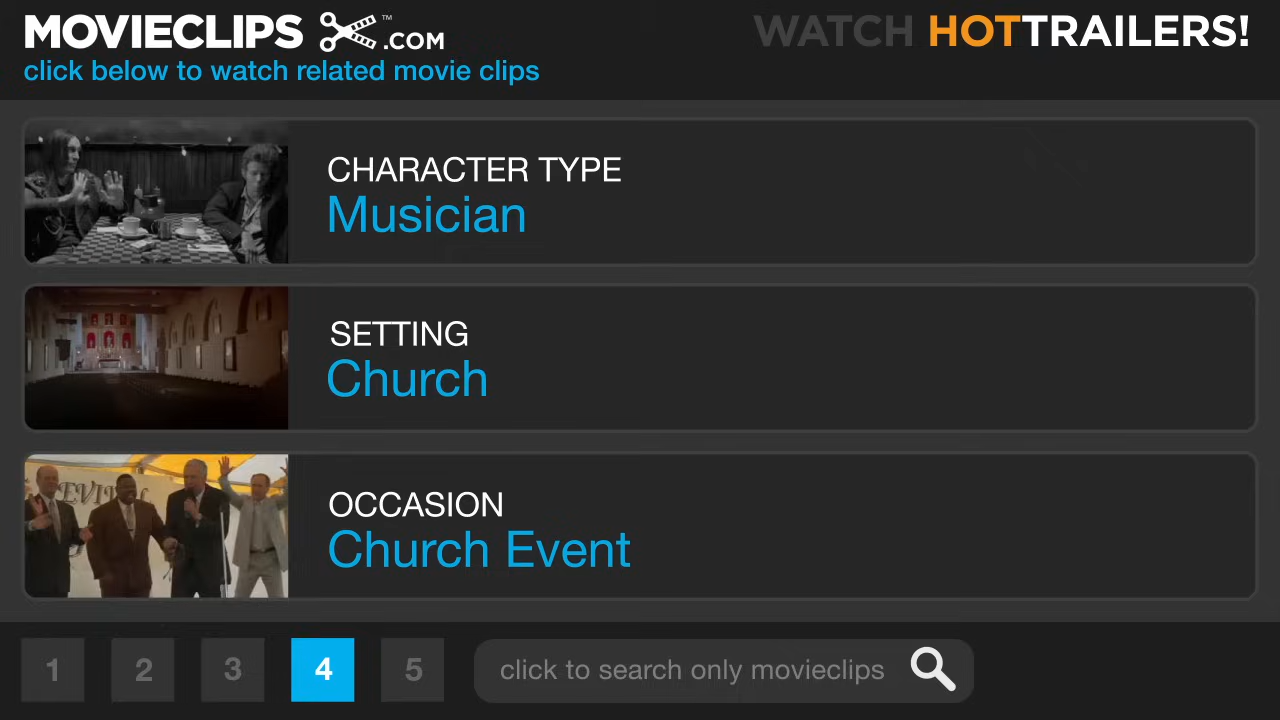 MOVIECLIPS ™ .COM
WATCH HOTTRAILERS!
click below to watch related movie clips
CHARACTER TYPE
Musician
SETTING
Church
OCCASION
Church Event
1 2 3 4 5
click to search only movieclips